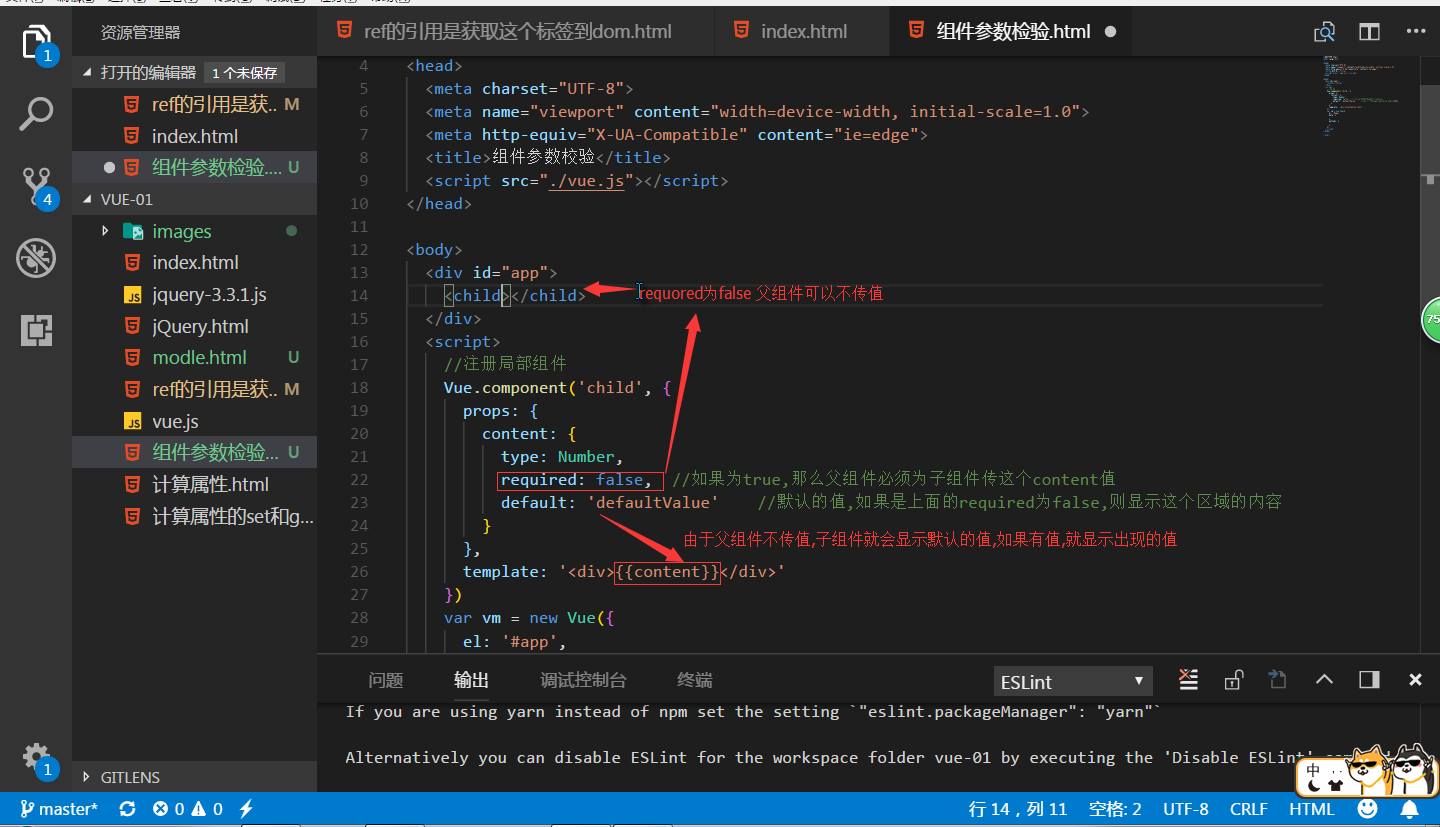 资源管理器
ref的引用是获取这个标签到dom.html
index.html
组件参数检验.html
打开的编辑器
1 个未保存
ref的引用是获.. M
index.html
组件参数检验.... U
VUE-01
images
index.html
jquery-3.3.1.js
jQuery.html
modle.html U
ref的引用是获.. M
vue.js
组件参数检验... U
计算属性.html
计算属性的set和g...
GITLENS
1
4
1
4 <head>
5 <meta charset="UTF-8">
6 <meta name="viewport" content="width=device-width, initial-scale=1.0">
7 <meta http-equiv="X-UA-Compatible" content="ie=edge">
8 <title>组件参数校验</title>
9 <script src="./vue.js"></script>
10 </head>
11
12 <body>
13 <div id="app">
14 <child></child> requored为false 父组件可以不传值
15 </div>
16 <script>
17 //注册局部组件
18 Vue.component('child', {
19 props: {
20 content: {
21 type: Number,
22 required: false, //如果为true,那么父组件必须为子组件传这个content值
23 default: 'defaultValue' //默认的值,如果是上面的required为false,则显示这个区域的内容
24 }
由于父组件不传值,子组件就会显示默认的值,如果有值,就显示出现的值
25 },
26 template: '<div>{{content}}</div>'
27 })
28 var vm = new Vue({
29 el: '#app',
75
问题 输出 调试控制台 终端 ESLint
If you are using yarn instead of npm set the setting `"eslint.packageManager": "yarn"`
Alternatively you can disable ESLint for the workspace folder vue-01 by executing the 'Disable ESLint'
中
master* 0 0 行 14，列 11 空格: 2 UTF-8 CRLF HTML